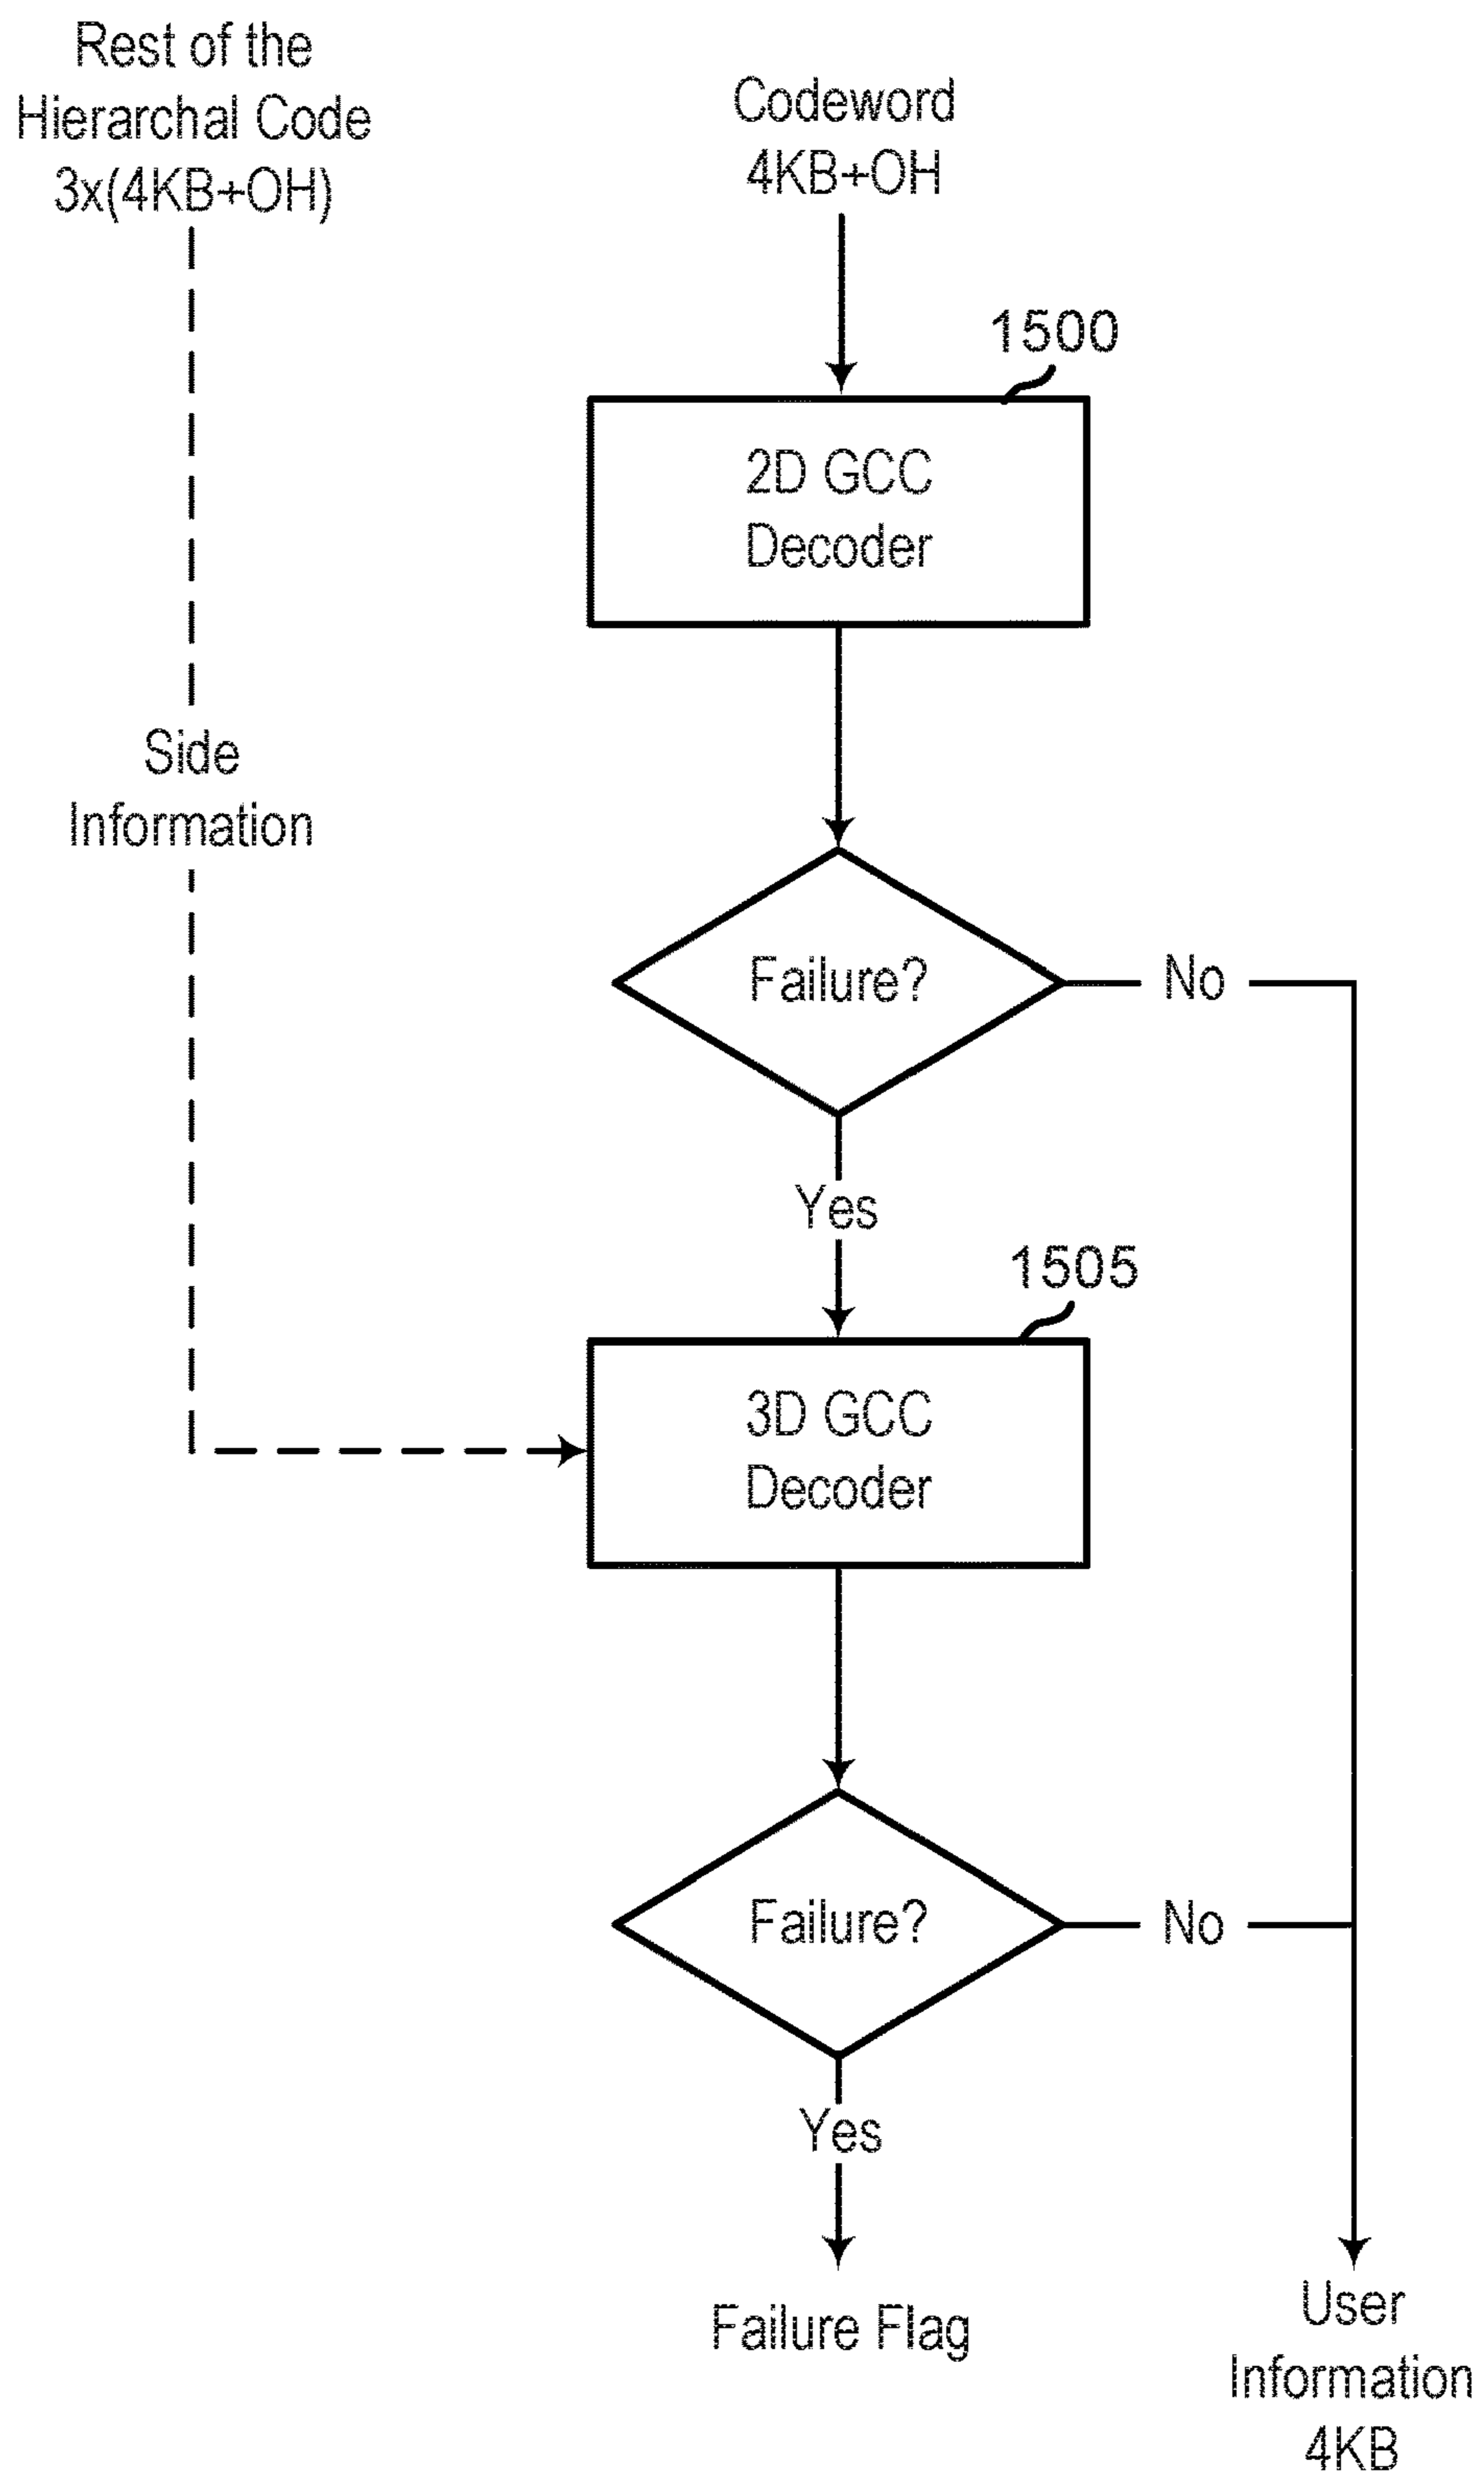 Rest of the
Hierarchal Code
3x(4KB+OH)
Codeword
4KB+OH
1500
2D GCC
Decoder
Side
Information
Failure?
No
Yes
1505
3D GCC
Decoder
Failure?
No
Yes
Failure Flag
User
Information
4KB